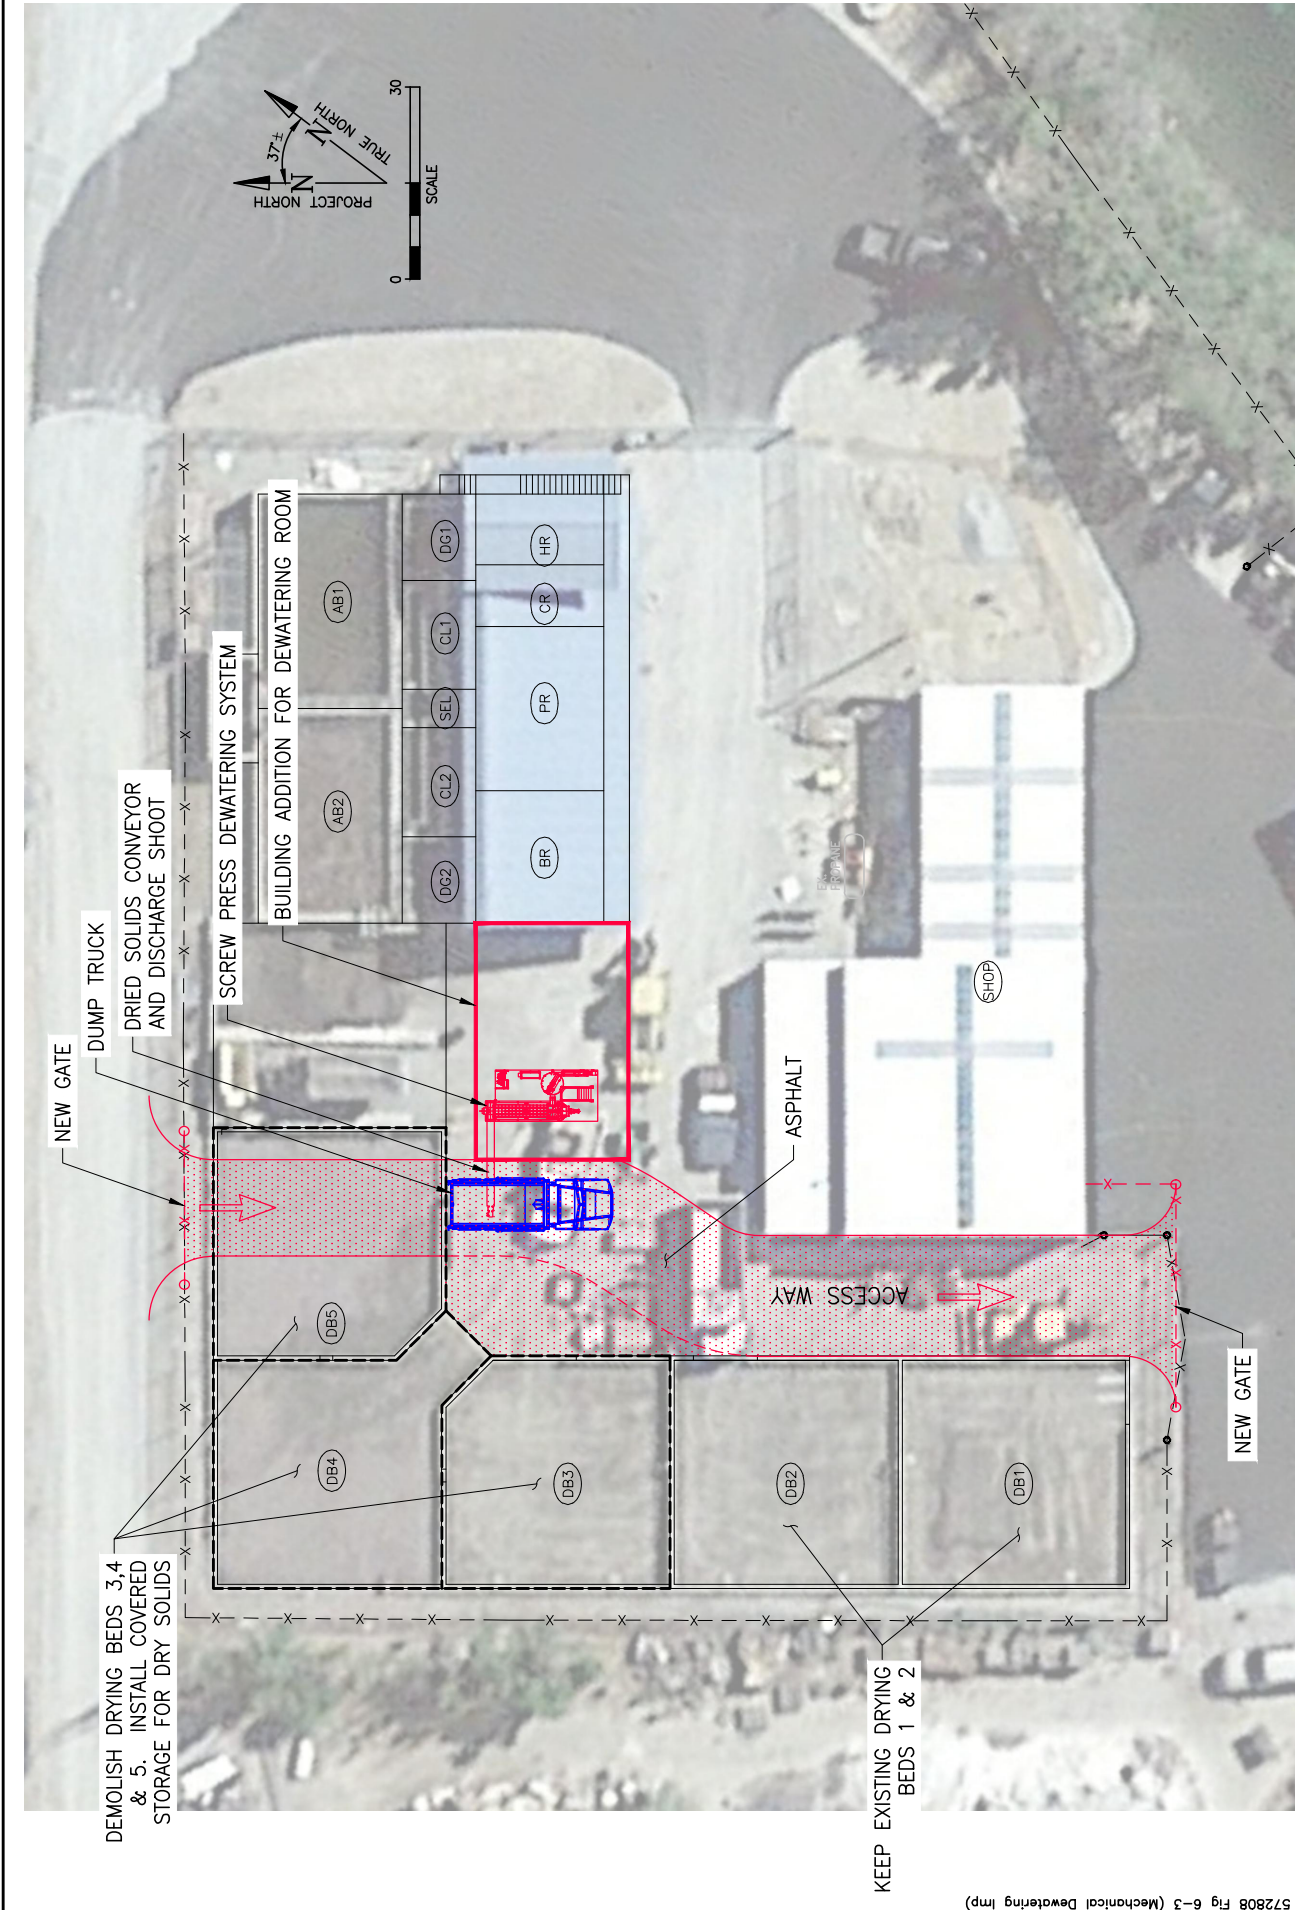 NEW GATE
DUMP TRUCK
DRIED SOLIDS CONVEYOR
AND DISCHARGE SHOOT
SCREW PRESS DEWATERING SYSTEM
BUILDING ADDITION FOR DEWATERING ROOM
37°±
PROJECT NORTH
N
TRUE NORTH
N
0
30
SCALE
AB1
AB2
DG1
CL1
SEL
CL2
DG2
HR
CR
PR
BR
EX
PROPANE
SHOP
ASPHALT
ACCESS WAY
DB5
DB4
DB3
DB2
DB1
NEW GATE
DEMOLISH DRYING BEDS 3,4
& 5. INSTALL COVERED
STORAGE FOR DRY SOLIDS
KEEP EXISTING DRYING
BEDS 1 & 2
572808 Fig 6-3 (Mechanical Dewatering Imp)